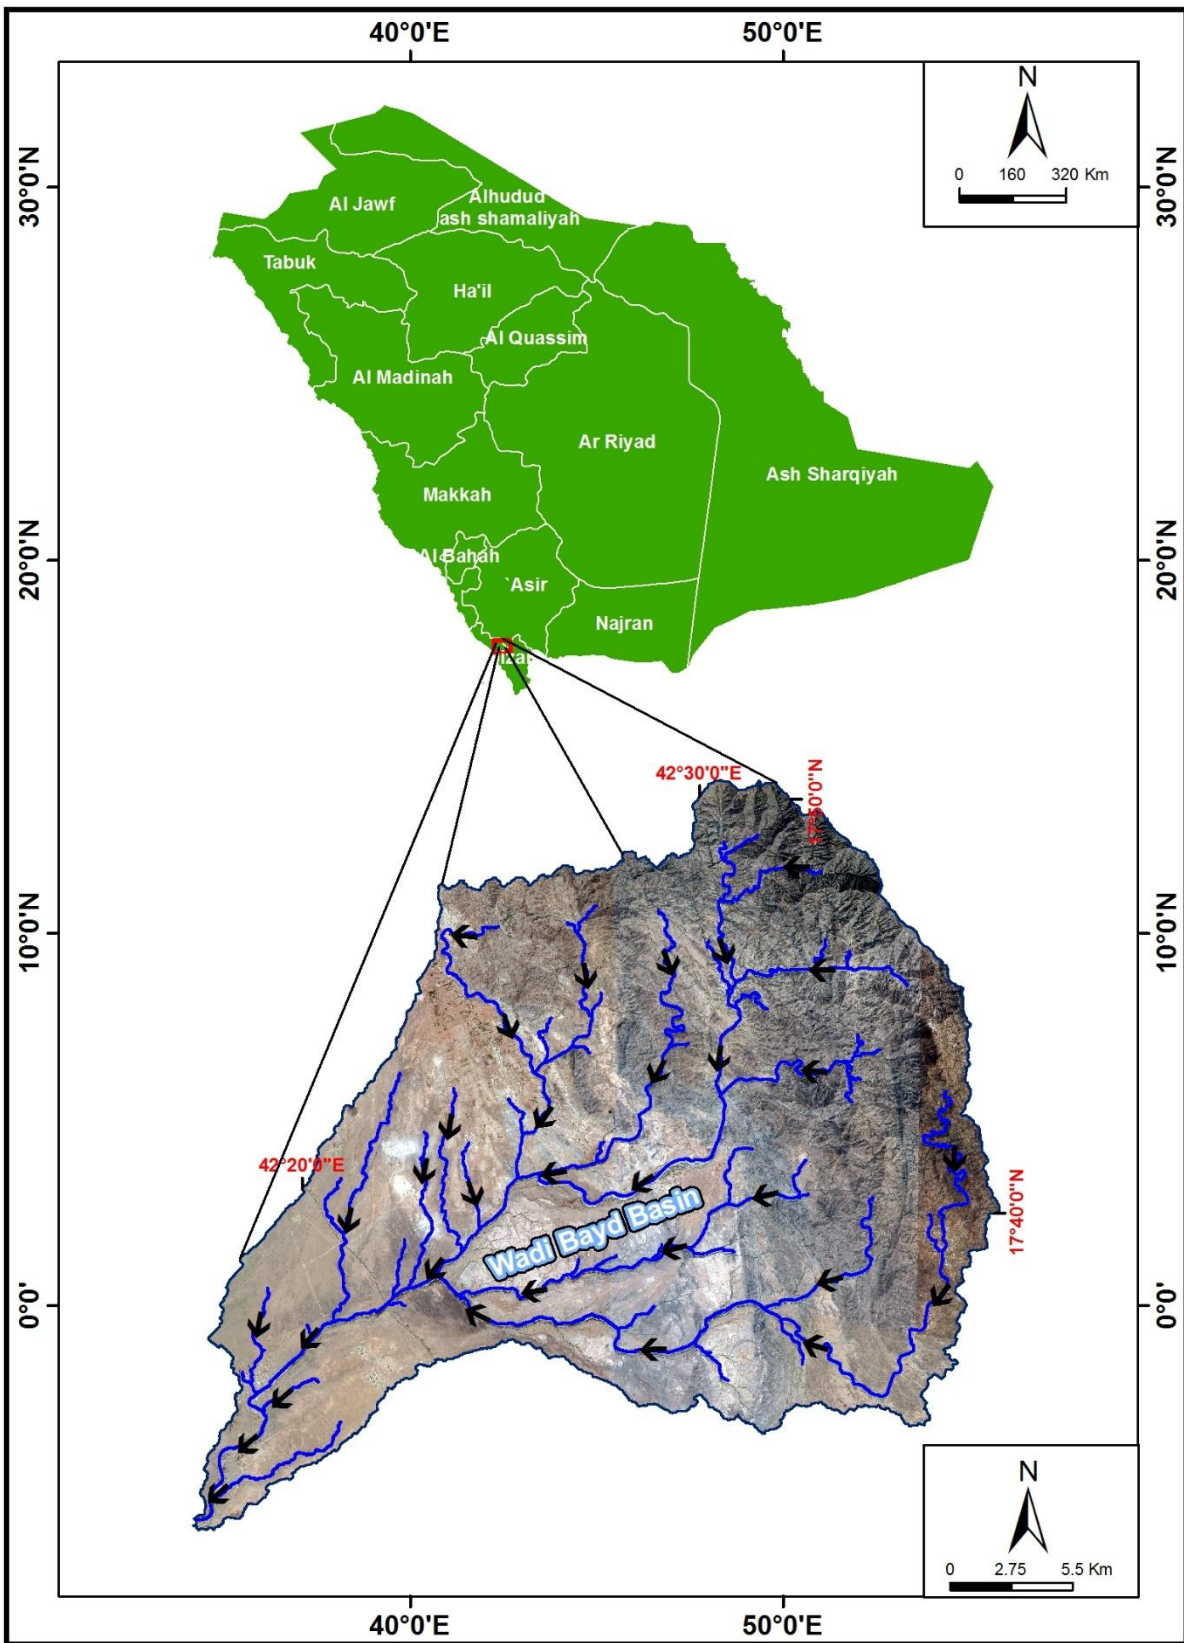 40°0'E
50°0'E
N
0 160 320 Km
30°0'N
30°0'N
Al Jawf
Alhudud
ash shamaliyah
Tabuk
Ha'il
Al Quassim
Al Madinah
Ar Riyad
Ash Sharqiyah
Makkah
20°0'N
20°0'N
Al Bahah
`Asir
Najran
42°30'0"E
17°50'0"N
10°0'N
10°0'N
42°20'0"E
17°40'0"N
Wadi Bayd Basin
0°0'
0°0'
N
0 2.75 5.5 Km
40°0'E
50°0'E